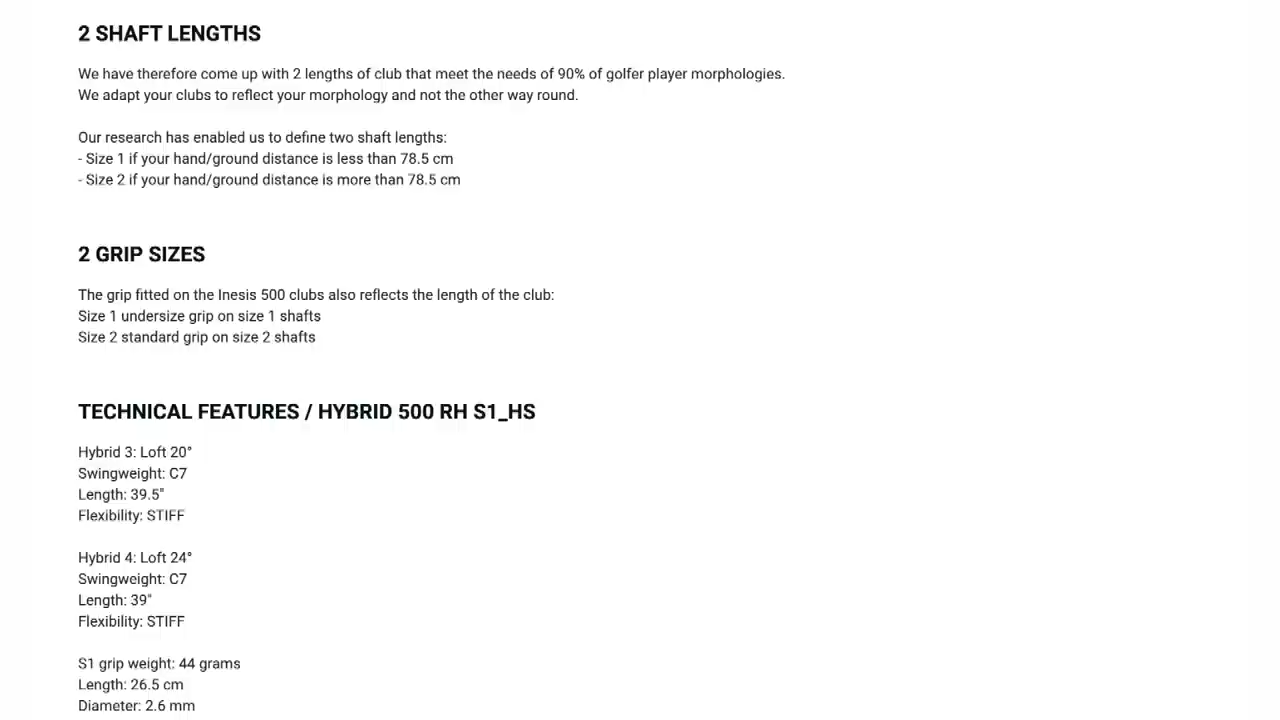 2 SHAFT LENGTHS
We have therefore come up with 2 lengths of club that meet the needs of 90% of golfer player morphologies.
We adapt your clubs to reflect your morphology and not the other way round.
Our research has enabled us to define two shaft lengths:
- Size 1 if your hand/ground distance is less than 78.5 cm
- Size 2 if your hand/ground distance is more than 78.5 cm
2 GRIP SIZES
The grip fitted on the Inesis 500 clubs also reflects the length of the club:
Size 1 undersize grip on size 1 shafts
Size 2 standard grip on size 2 shafts
TECHNICAL FEATURES / HYBRID 500 RH S1_HS
Hybrid 3: Loft 20°
Swingweight: C7
Length: 39.5"
Flexibility: STIFF
Hybrid 4: Loft 24°
Swingweight: C7
Length: 39"
Flexibility: STIFF
S1 grip weight: 44 grams
Length: 26.5 cm
Diameter: 2.6 mm